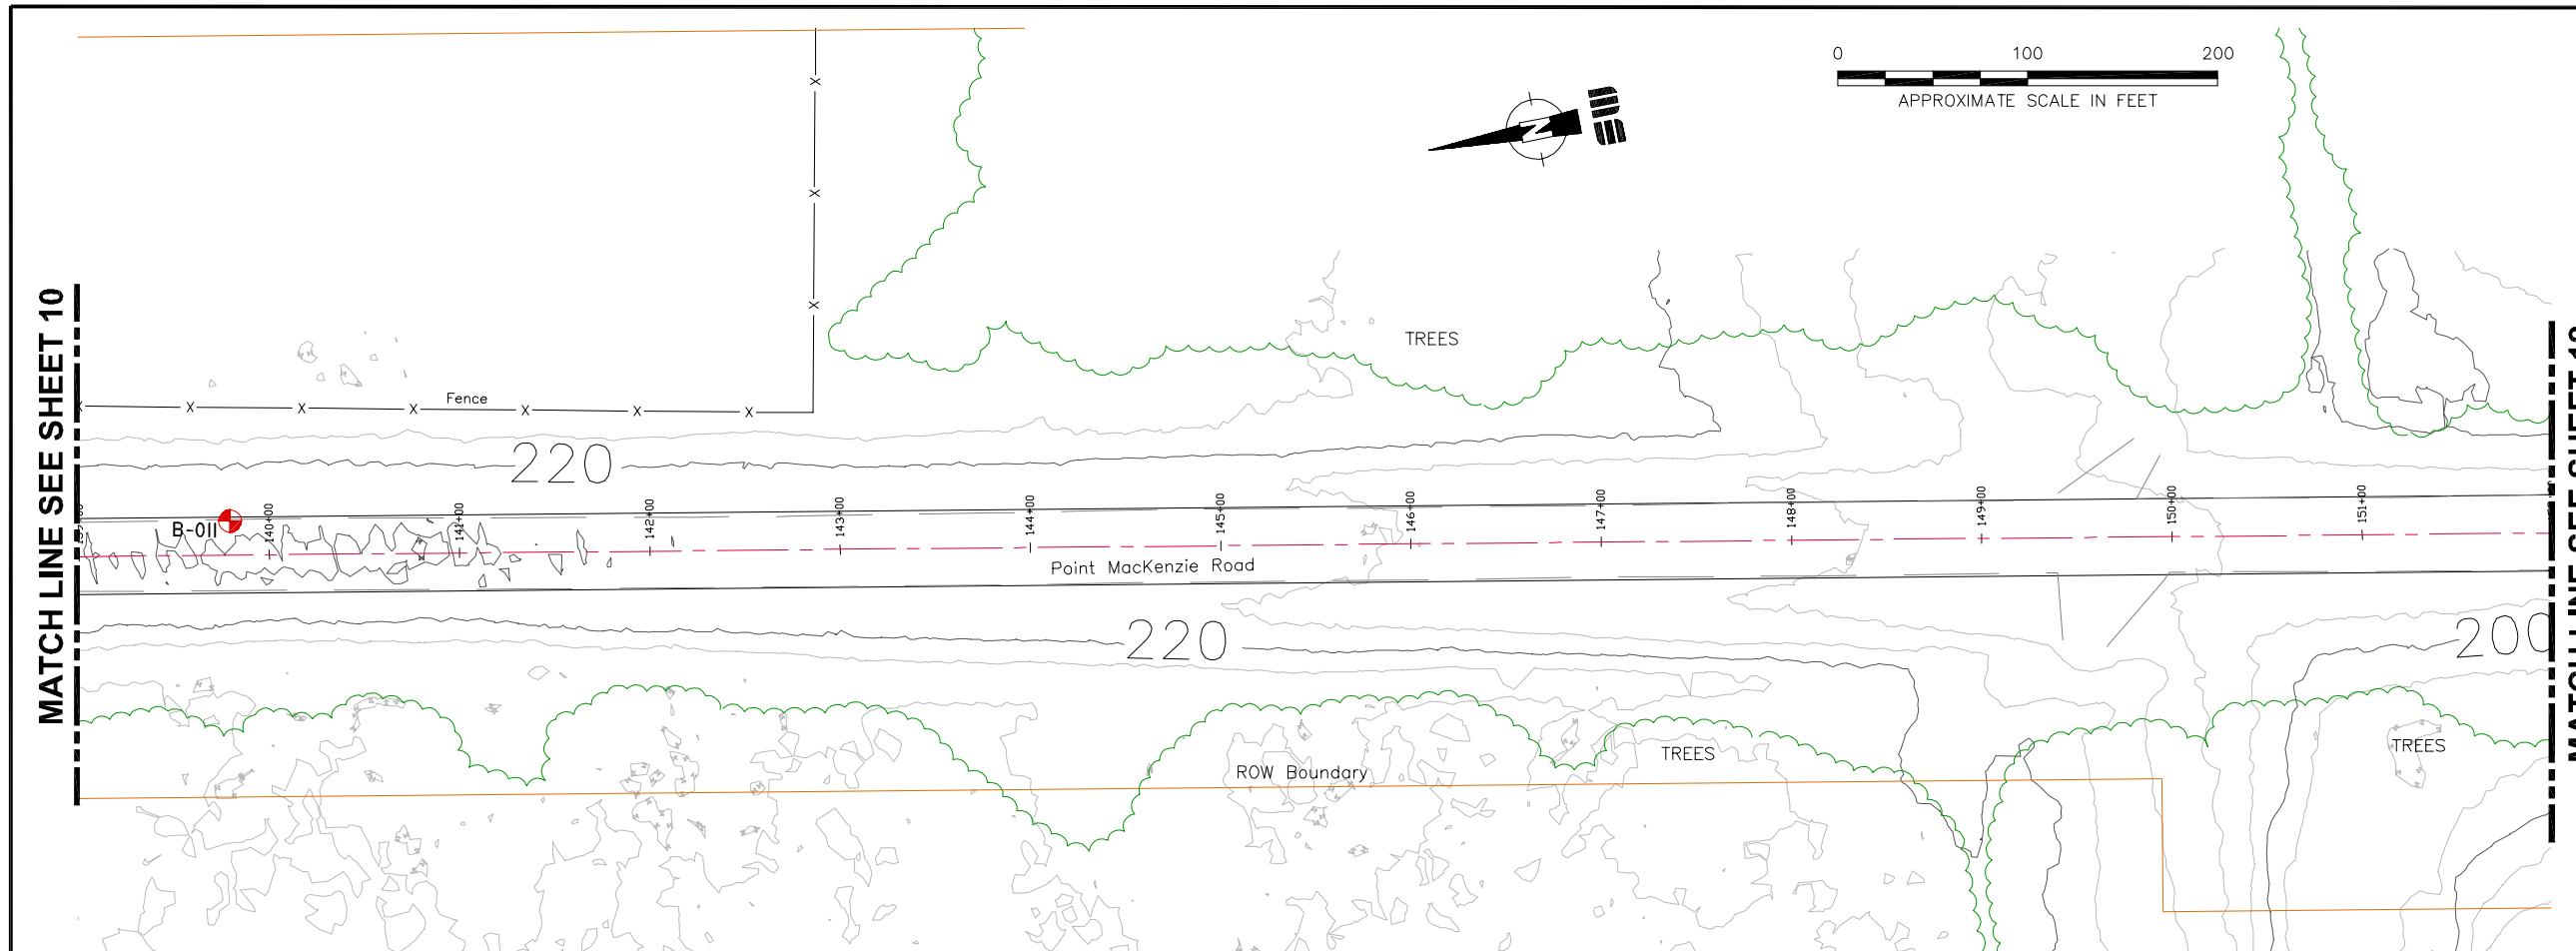 0 100 200
APPROXIMATE SCALE IN FEET
N
MATCH LINE SEE SHEET 10
TREES
Fence
220
B-011
140+00
141+00
142+00
143+00
144+00
145+00
146+00
147+00
148+00
149+00
150+00
151+00
Point MacKenzie Road
220
200
TREES
TREES
ROW Boundary